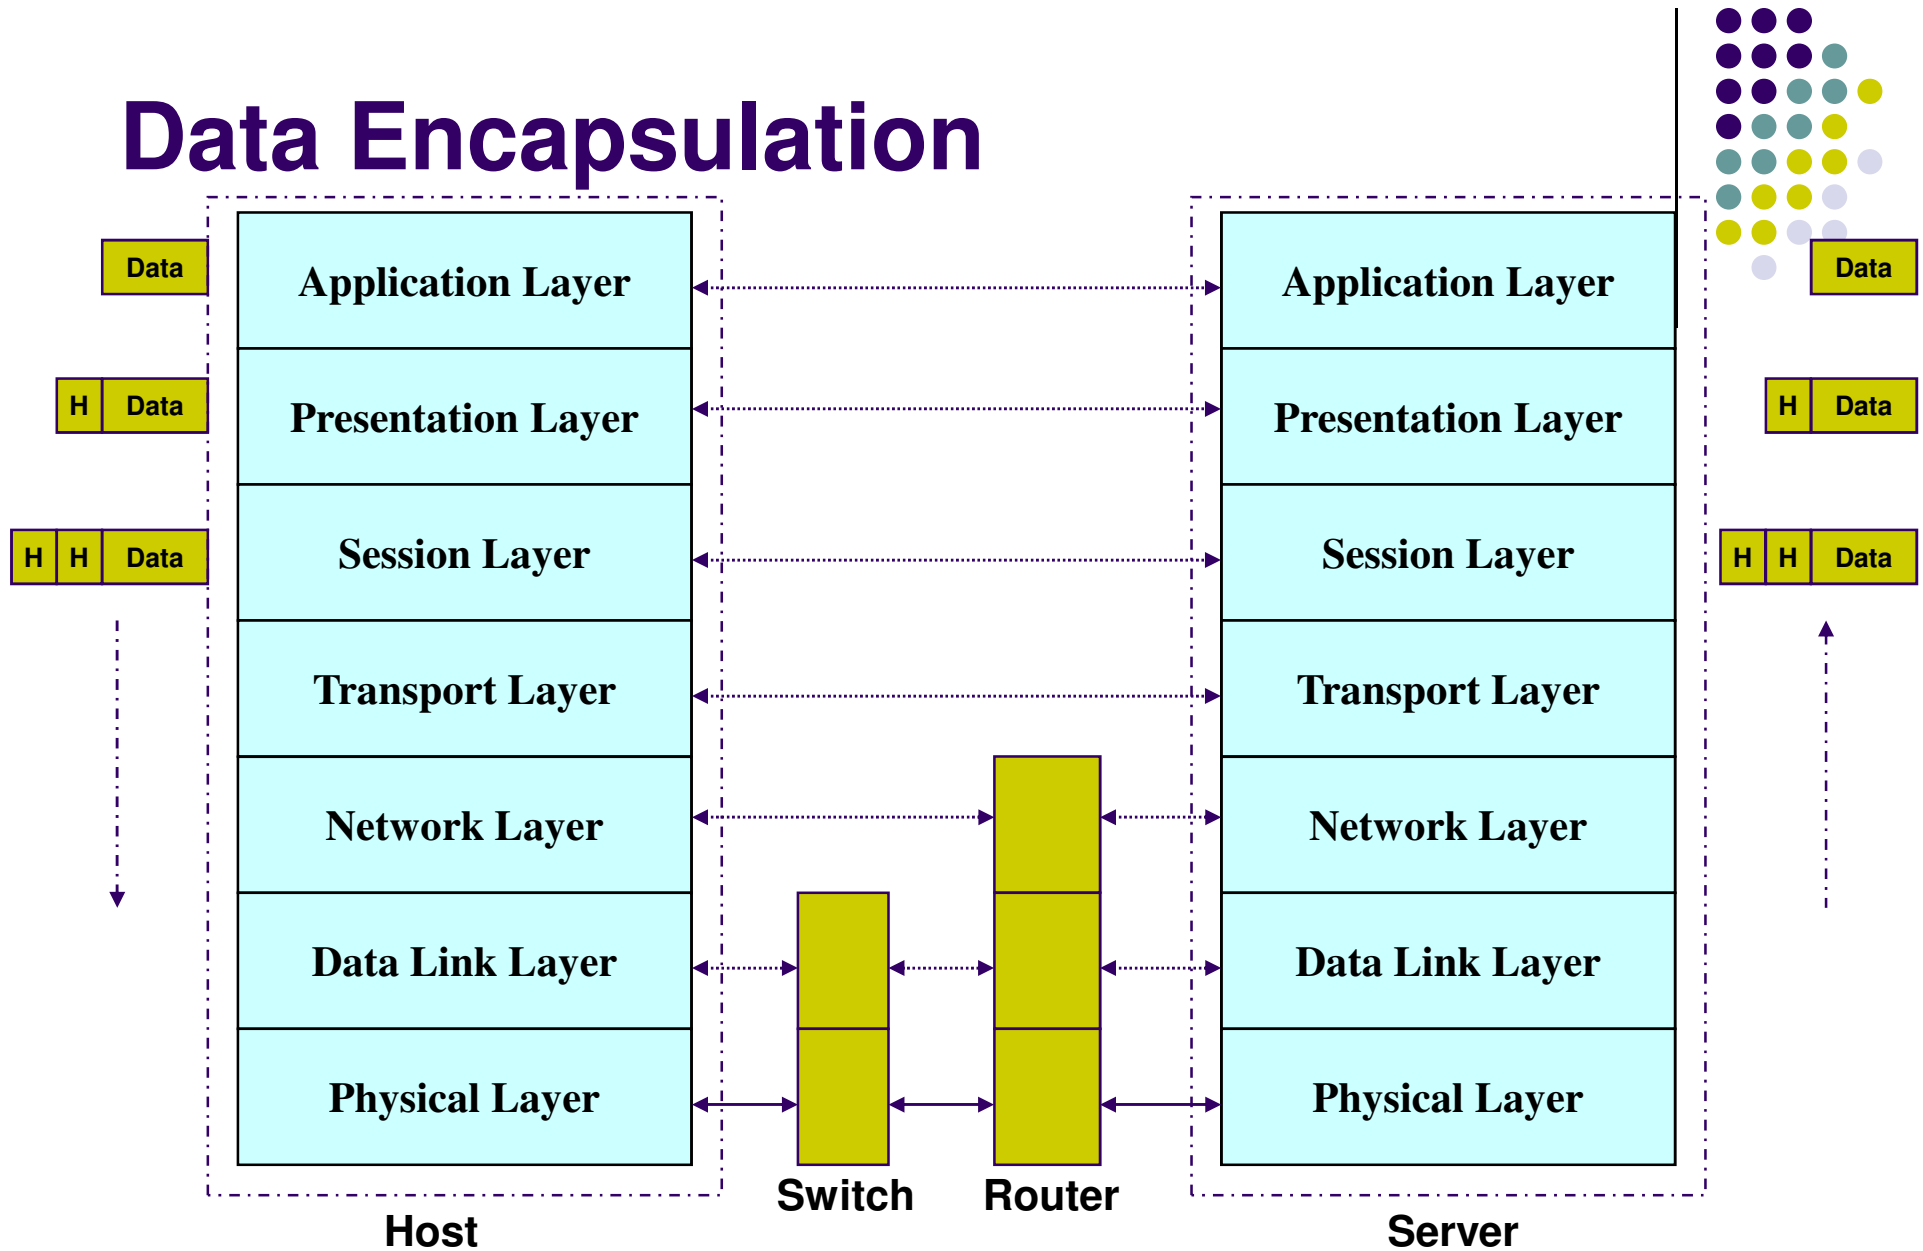 Data Encapsulation
Data
Application Layer
Application Layer
Data
H Data
Presentation Layer
Presentation Layer
H Data
H H Data
Session Layer
Session Layer
H H Data
Transport Layer
Transport Layer
Network Layer
Network Layer
Data Link Layer
Data Link Layer
Physical Layer
Physical Layer
Switch
Router
Host
Server